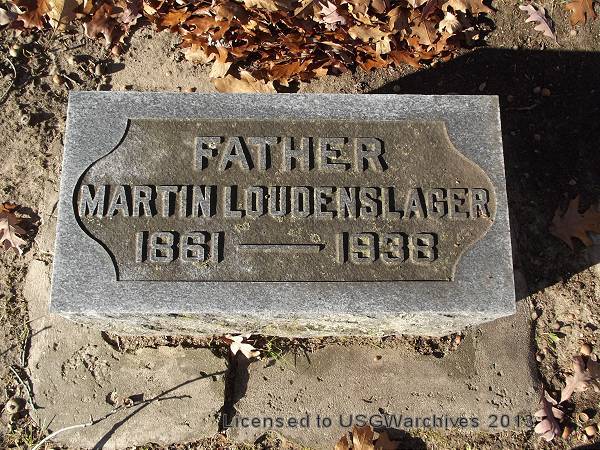 FATHER
MARTIN LOUDENSLAGER
1861 — 1938
Licensed to USGWarchives 2013